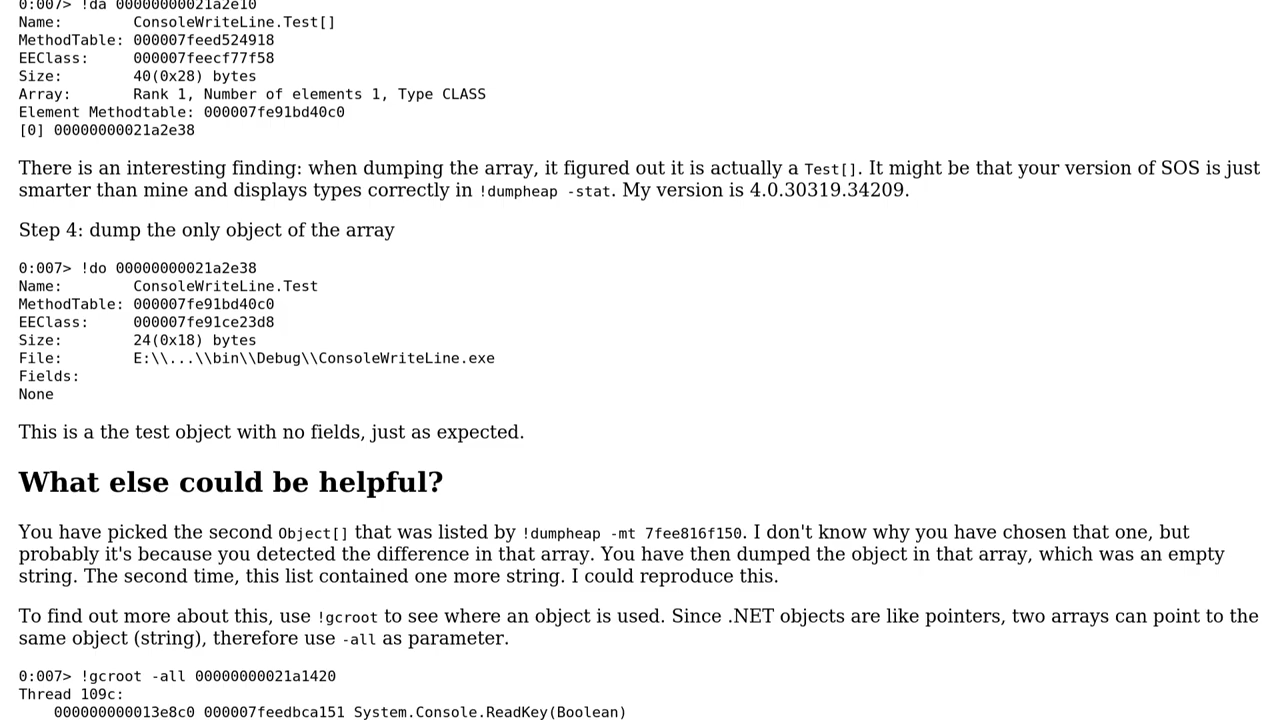 0:007> !da 00000000021a2e10
Name:        ConsoleWriteLine.Test[]
MethodTable: 000007feed524918
EEClass:     000007feecf77f58
Size:        40(0x28) bytes
Array:       Rank 1, Number of elements 1, Type CLASS
Element Methodtable: 000007fe91bd40c0
[0] 00000000021a2e38
There is an interesting finding: when dumping the array, it figured out it is actually a Test[]. It might be that your version of SOS is just
smarter than mine and displays types correctly in !dumpheap -stat. My version is 4.0.30319.34209.
Step 4: dump the only object of the array
0:007> !do 00000000021a2e38
Name:        ConsoleWriteLine.Test
MethodTable: 000007fe91bd40c0
EEClass:     000007fe91ce23d8
Size:        24(0x18) bytes
File:        E:\\...\\bin\\Debug\\ConsoleWriteLine.exe
Fields:
None
This is a the test object with no fields, just as expected.
What else could be helpful?
You have picked the second Object[] that was listed by !dumpheap -mt 7fee816f150. I don't know why you have chosen that one, but
probably it's because you detected the difference in that array. You have then dumped the object in that array, which was an empty
string. The second time, this list contained one more string. I could reproduce this.
To find out more about this, use !gcroot to see where an object is used. Since .NET objects are like pointers, two arrays can point to the
same object (string), therefore use -all as parameter.
0:007> !gcroot -all 00000000021a1420
Thread 109c:
    000000000013e8c0 000007feedbca151 System.Console.ReadKey(Boolean)